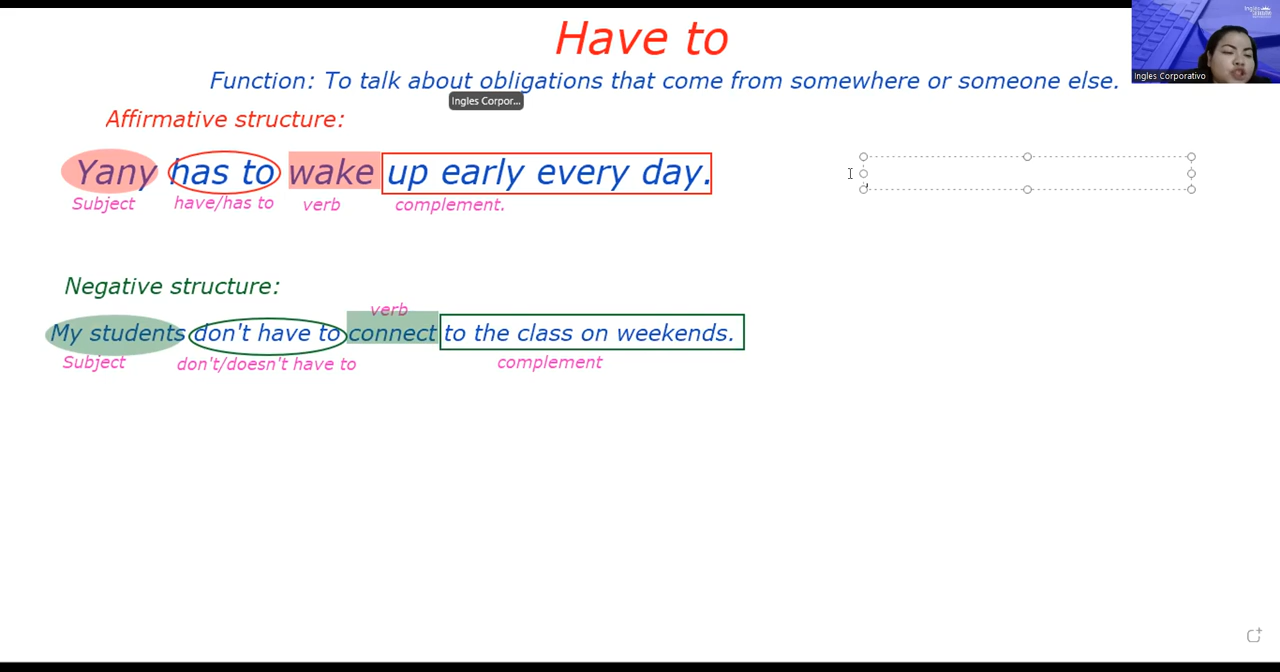 Have to
Function: To talk about obligations that come from somewhere or someone else.
Ingles Corporativo
Ingles Corpor...
Affirmative structure:
Yany has to wake up early every day.
Subject have/has to verb complement.
Negative structure:
verb
My students don't have to connect to the class on weekends.
Subject don't/doesn't have to complement